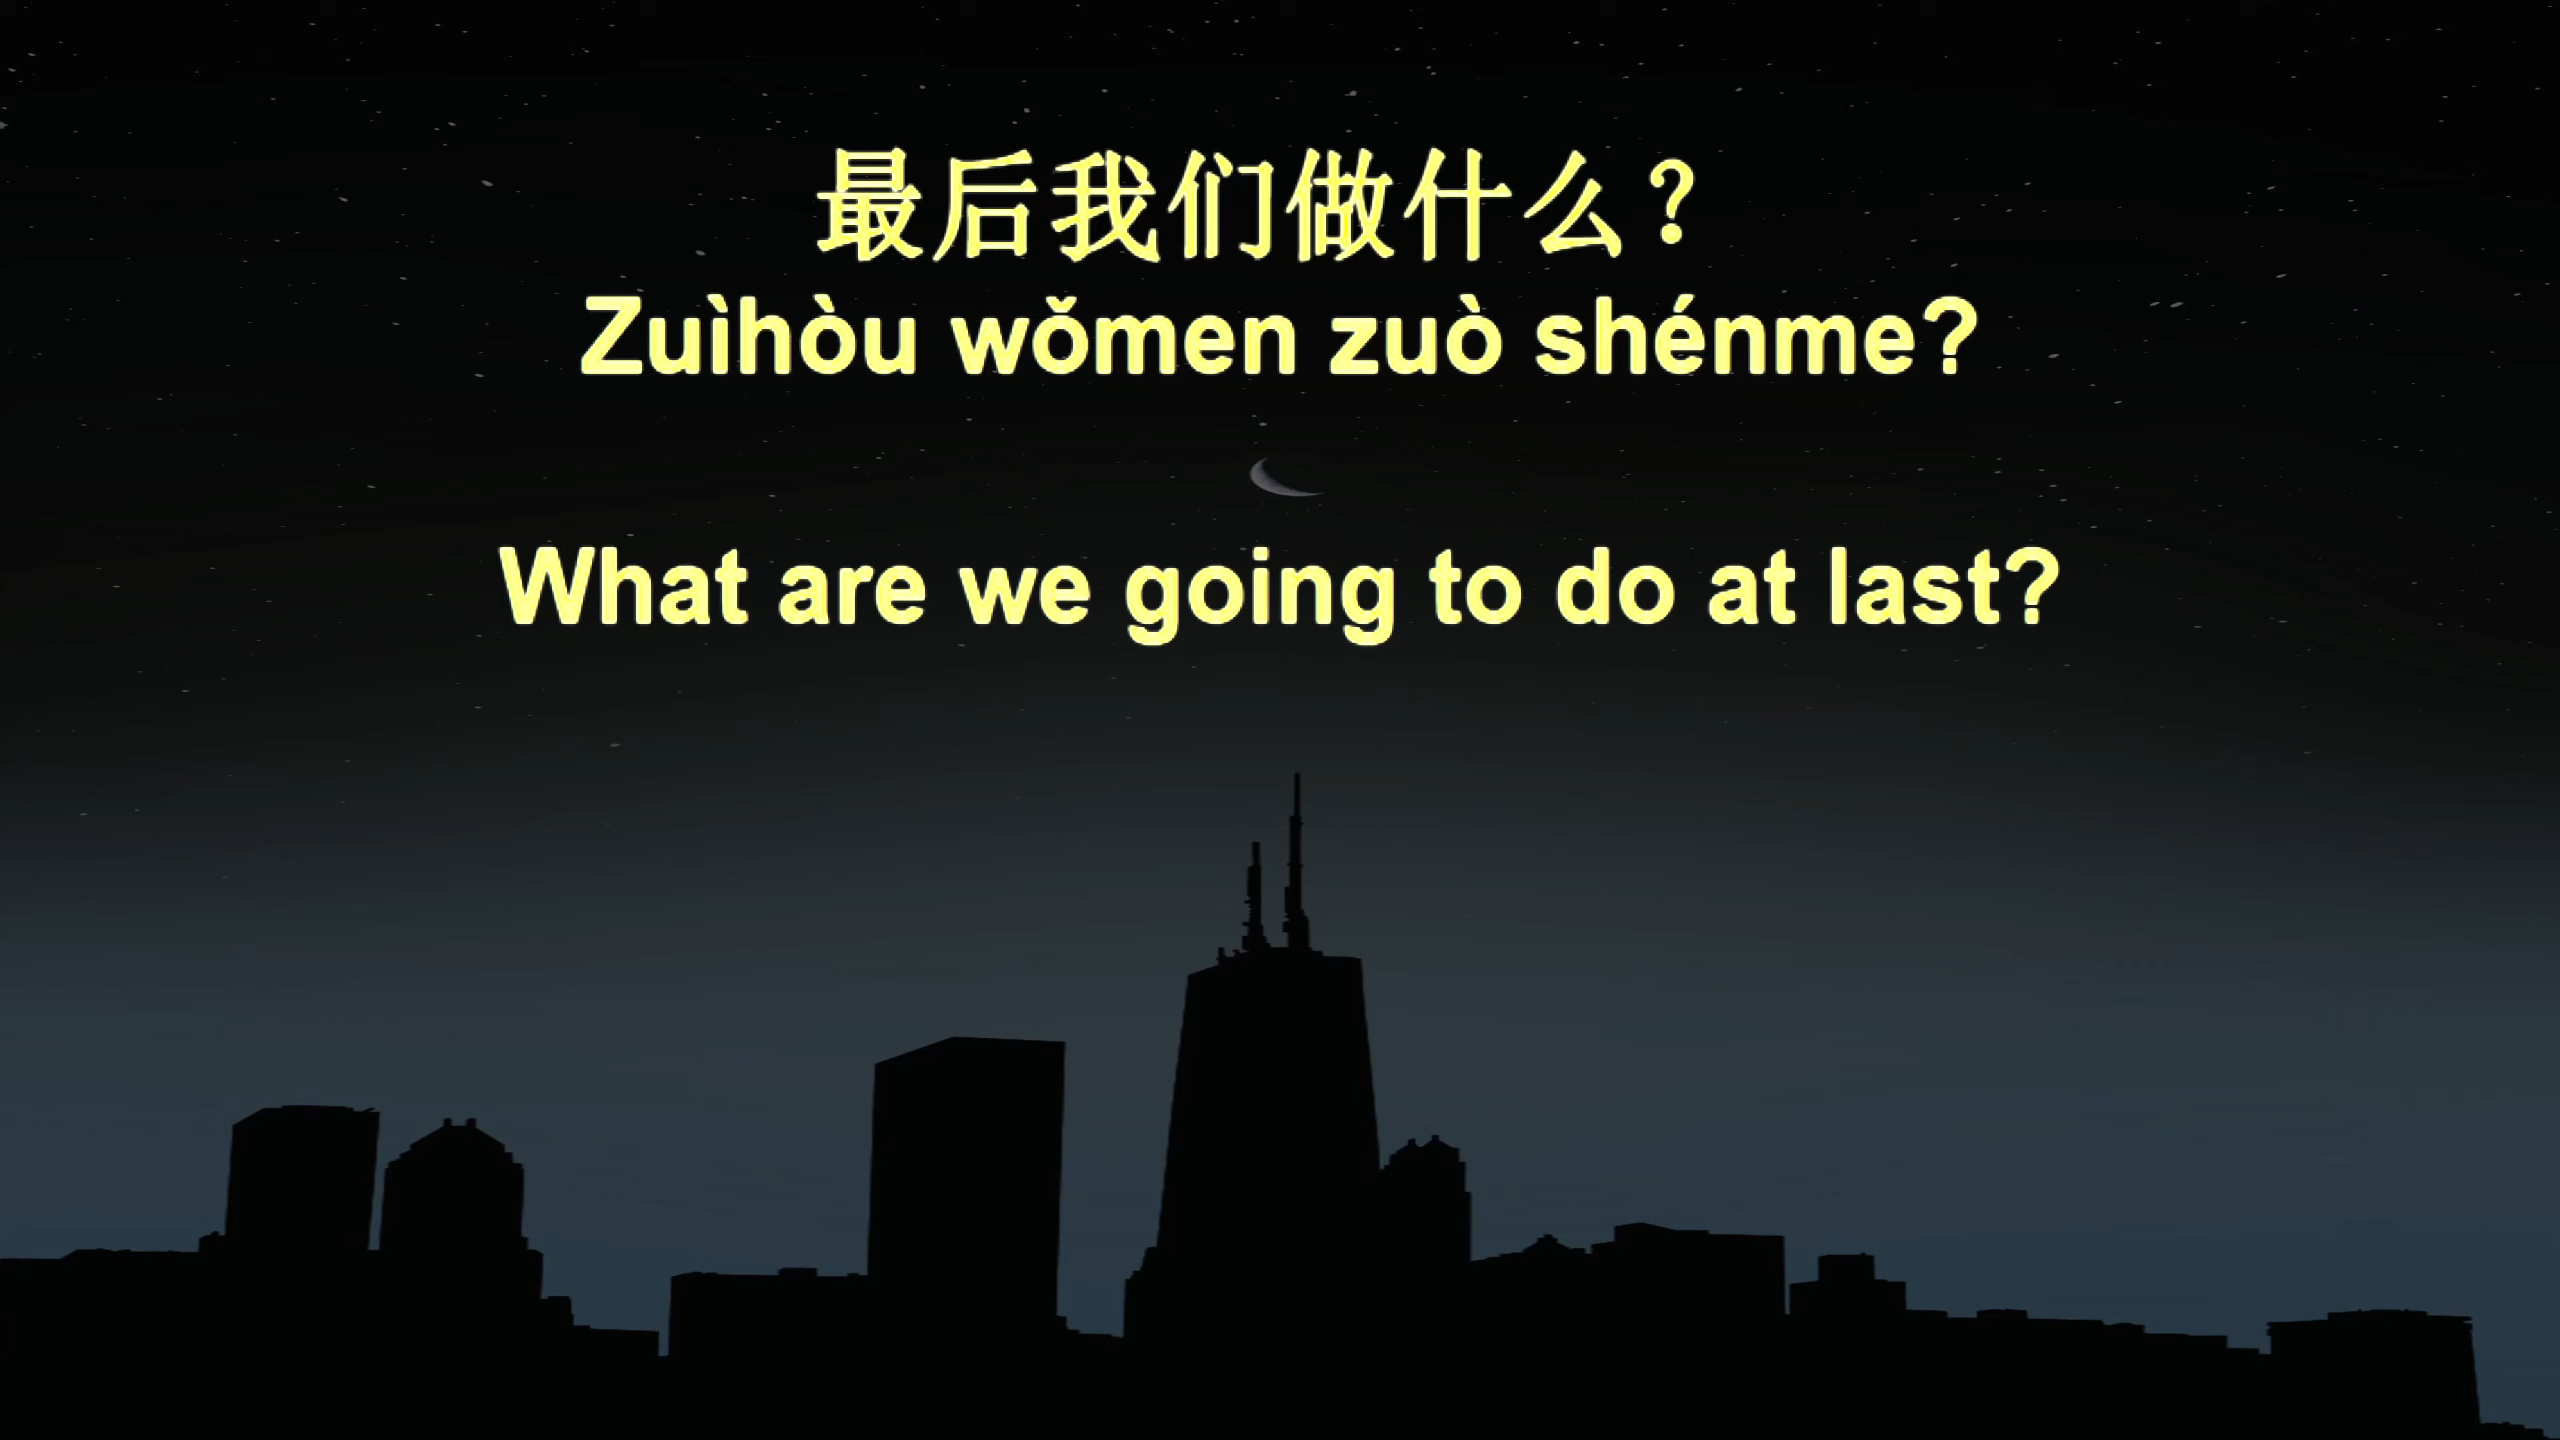 最后我们做什么？
Zuìhòu wǒmen zuò shénme?
What are we going to do at last?